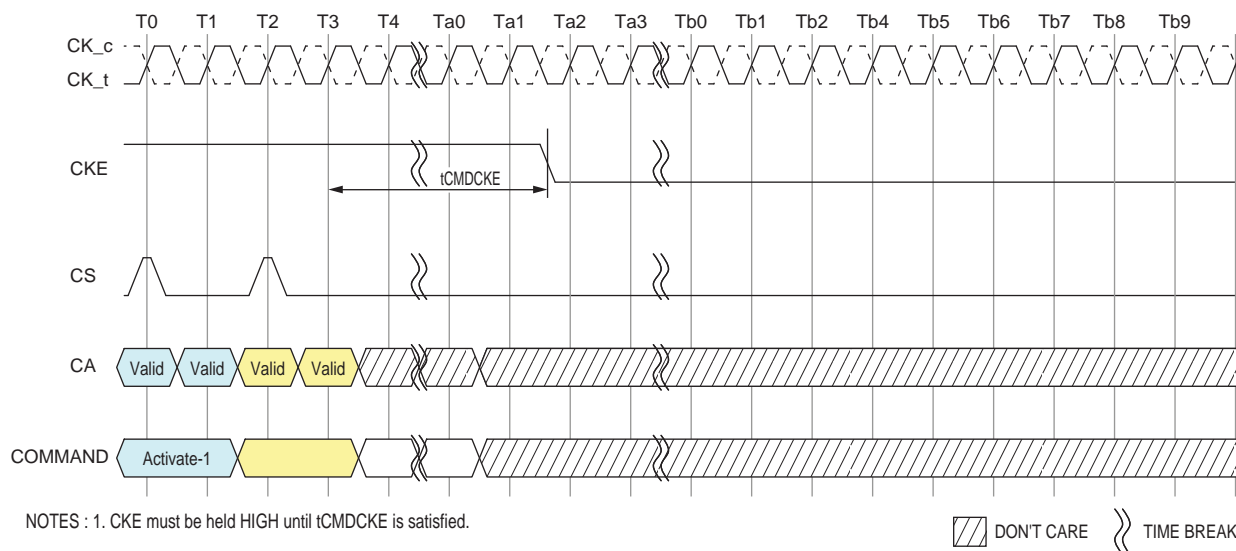 T0 T1 T2 T3 T4 Ta0 Ta1 Ta2 Ta3 Tb0 Tb1 Tb2 Tb4 Tb5 Tb6 Tb7 Tb8 Tb9
CK_c
CK_t
CKE
tCMDCKE
CS
CA Valid Valid Valid Valid
COMMAND Activate-1
NOTES : 1. CKE must be held HIGH until tCMDCKE is satisfied.
DON'T CARE TIME BREAK